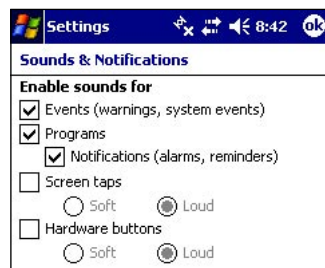 Settings 8:42 ok
Sounds & Notifications
Enable sounds for
Events (warnings, system events)
Programs
Notifications (alarms, reminders)
Screen taps
Soft Loud
Hardware buttons
Soft Loud